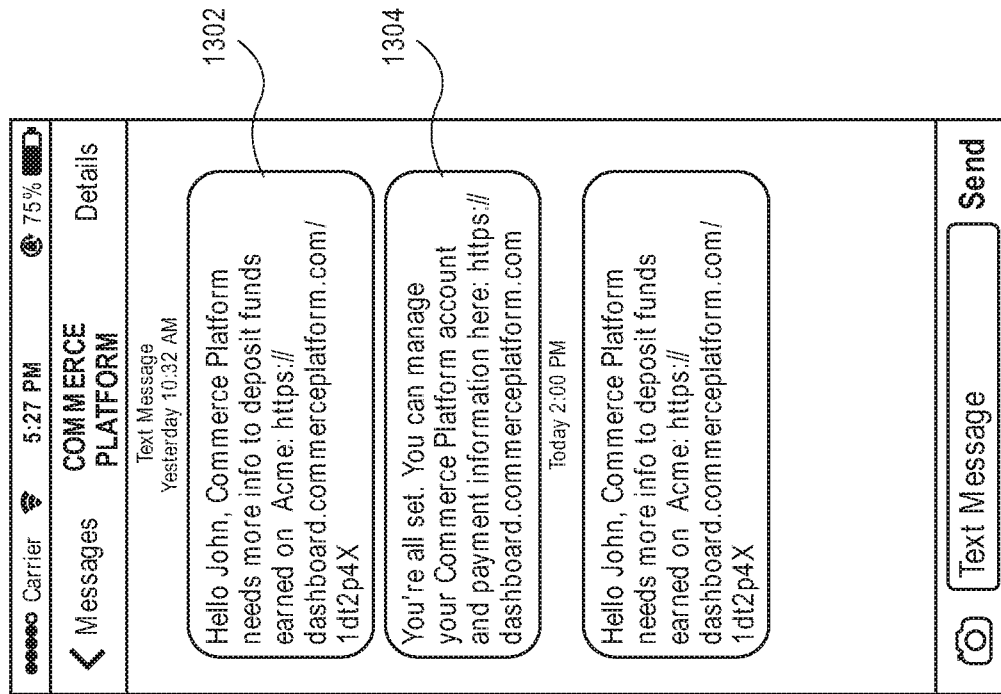 Carrier 5:27 PM @ 75%
Messages COMMERCE PLATFORM Details
Text Message
Yesterday 10:32 AM
Hello John, Commerce Platform
needs more info to deposit funds
earned on Acme: https://
dashboard.commerceplatform.com/
1dt2p4X
1302
You're all set. You can manage
your Commerce Platform account
and payment information here: https://
dashboard.commerceplatform.com
1304
Today 2:00 PM
Hello John, Commerce Platform
needs more info to deposit funds
earned on Acme: https://
dashboard.commerceplatform.com/
1dt2p4X
Text Message Send